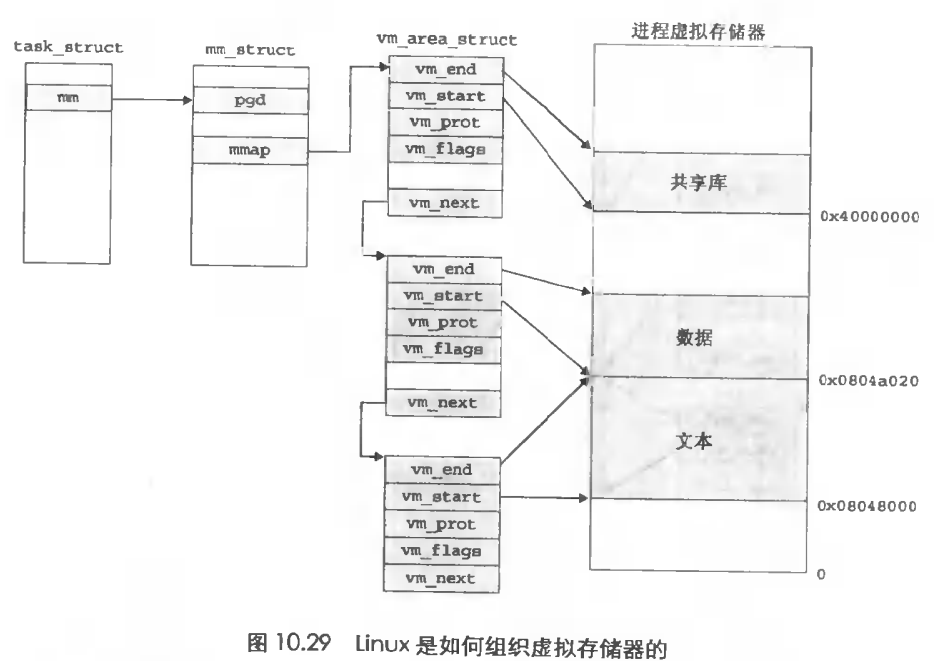 task_struct
mm
mm_struct
pgd
mmap
vm_area_struct
vm_end
vm_start
vm_prot
vm_flags
vm_next
vm_end
vm_start
vm_prot
vm_flags
vm_next
vm_end
vm_start
vm_prot
vm_flags
vm_next
进程虚拟存储器
共享库
0x40000000
数据
0x0804a020
文本
0x08048000
0
图 10.29 Linux 是如何组织虚拟存储器的